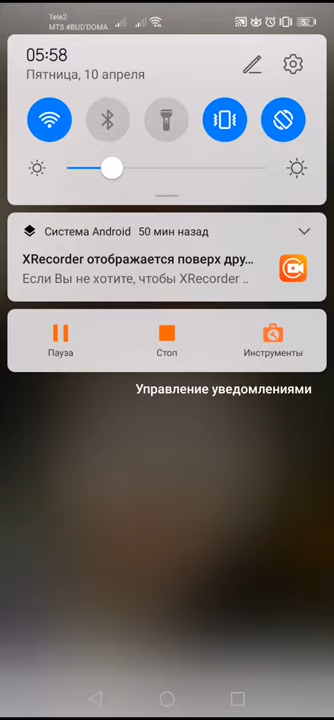 Tele2
MTS #BUD'DOMA
52
05:58
Пятница, 10 апреля
Система Android 50 мин назад
XRecorder отображается поверх дру...
Если Вы не хотите, чтобы XRecorder ..
Пауза
Стоп
Инструменты
Управление уведомлениями